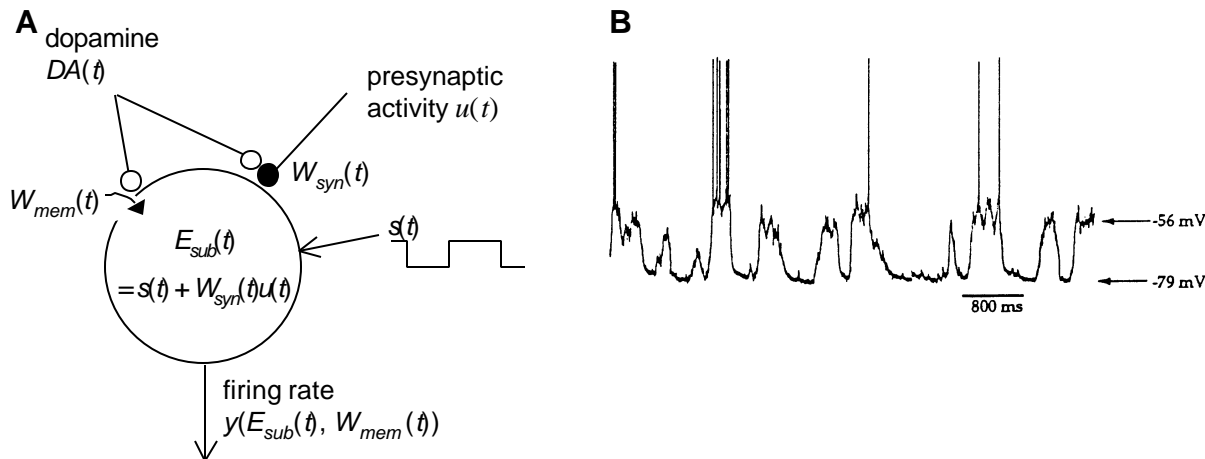 A
dopamine
DA(t)
presynaptic
activity u(t)
W_syn(t)
W_mem(t)
s(t)
E_sub(t)
=s(t) + W_syn(t)u(t)
firing rate
y(E_sub(t), W_mem(t))
B
-56 mV
-79 mV
800 ms